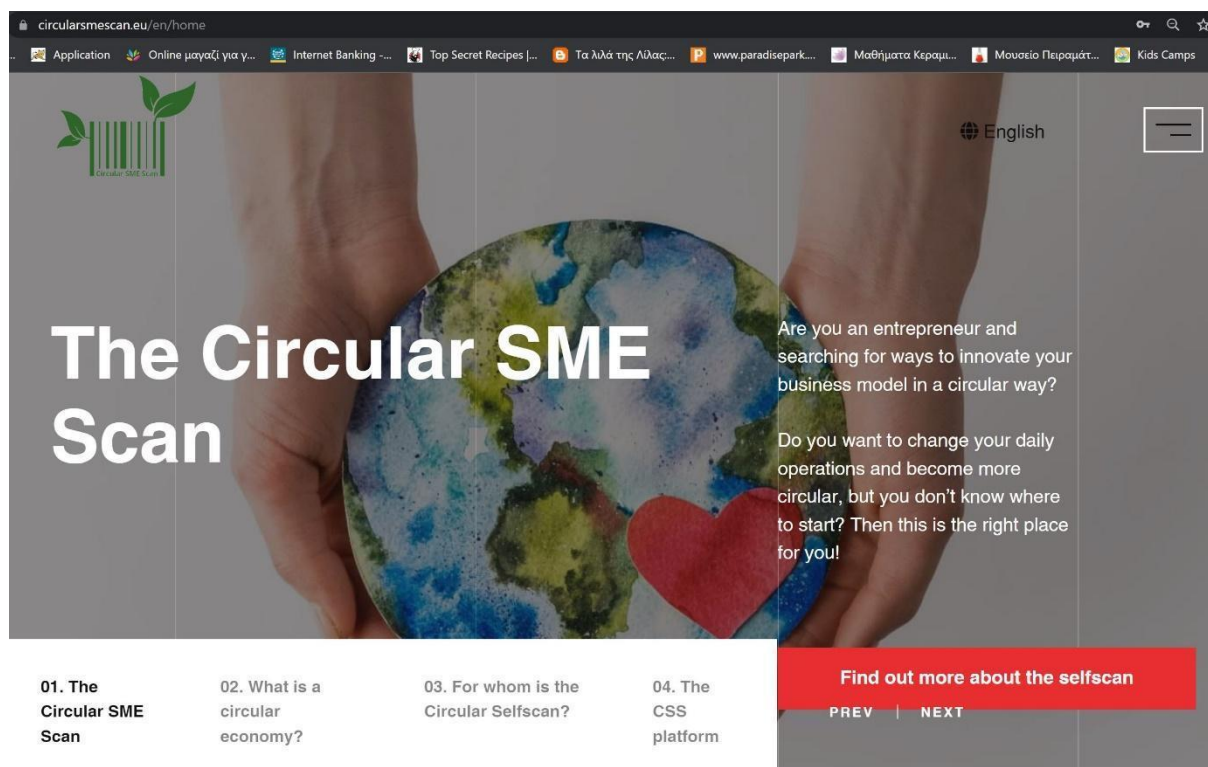 circularsmescan.eu/en/home
Application Online μαγαζί για γ... Internet Banking -... Top Secret Recipes |... Τα λιλά της Λίλας:... www.paradisepark.... Μαθήματα Κεραμι... Μουσείο Πειραμάτ... Kids Camps
Circular SME Scan
English
The Circular SME
Scan
Are you an entrepreneur and
searching for ways to innovate your
business model in a circular way?
Do you want to change your daily
operations and become more
circular, but you don't know where
to start? Then this is the right place
for you!
Find out more about the selfscan
PREV | NEXT
01. The
Circular SME
Scan
02. What is a
circular
economy?
03. For whom is the
Circular Selfscan?
04. The
CSS
platform